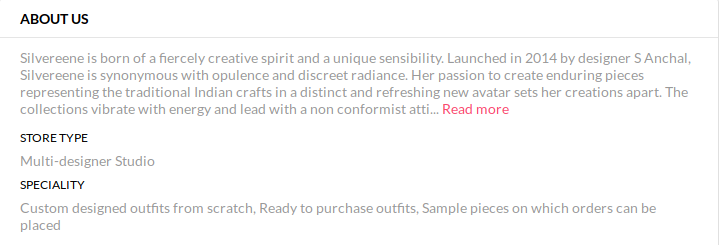 ABOUT US
Silvereene is born of a fiercely creative spirit and a unique sensibility. Launched in 2014 by designer S Anchal,
Silvereene is synonymous with opulence and discreet radiance. Her passion to create enduring pieces
representing the traditional Indian crafts in a distinct and refreshing new avatar sets her creations apart. The
collections vibrate with energy and lead with a non conformist atti... Read more
STORE TYPE
Multi-designer Studio
SPECIALITY
Custom designed outfits from scratch, Ready to purchase outfits, Sample pieces on which orders can be
placed